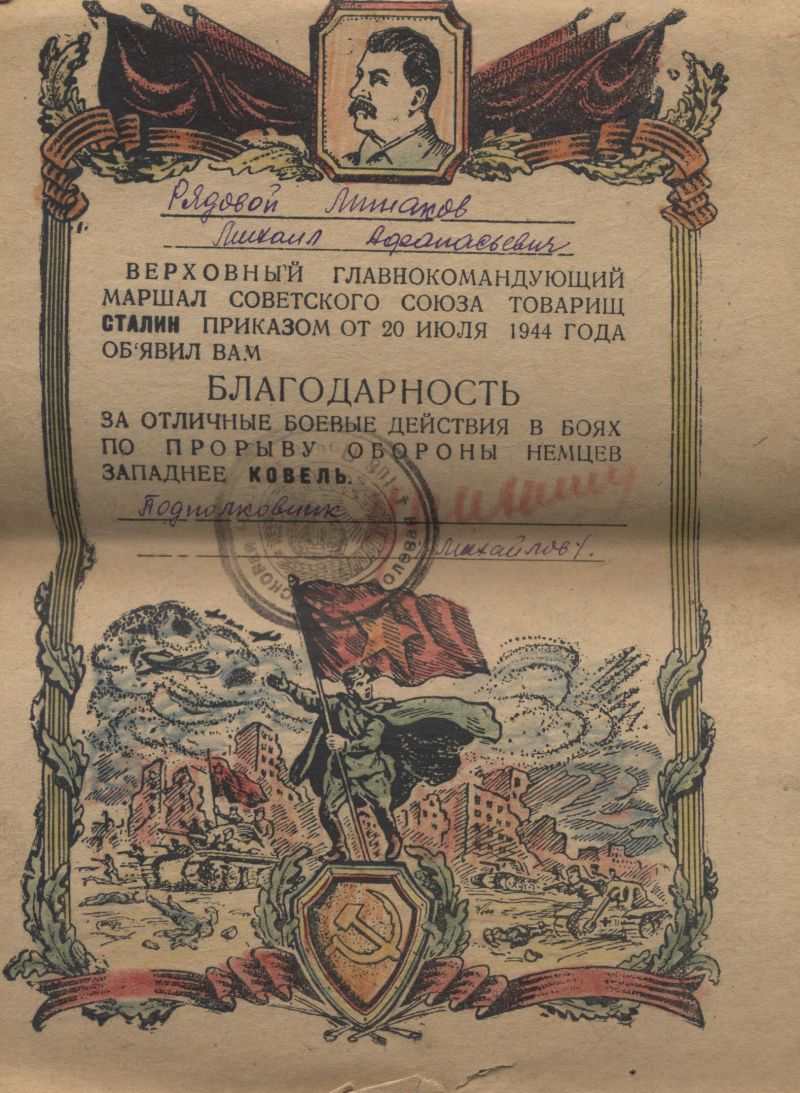 Рядовой Минаков
Михаил Афанасьевич
ВЕРХОВНЫЙ ГЛАВНОКОМАНДУЮЩИЙ
МАРШАЛ СОВЕТСКОГО СОЮЗА ТОВАРИЩ
СТАЛИН ПРИКАЗОМ ОТ 20 ИЮЛЯ 1944 ГОДА
ОБ'ЯВИЛ ВАМ
БЛАГОДАРНОСТЬ
ЗА ОТЛИЧНЫЕ БОЕВЫЕ ДЕЙСТВИЯ В БОЯХ
ПО ПРОРЫВУ ОБОРОНЫ НЕМЦЕВ
ЗАПАДНЕЕ КОВЕЛЬ.
Подполковник
/Михайлов/.